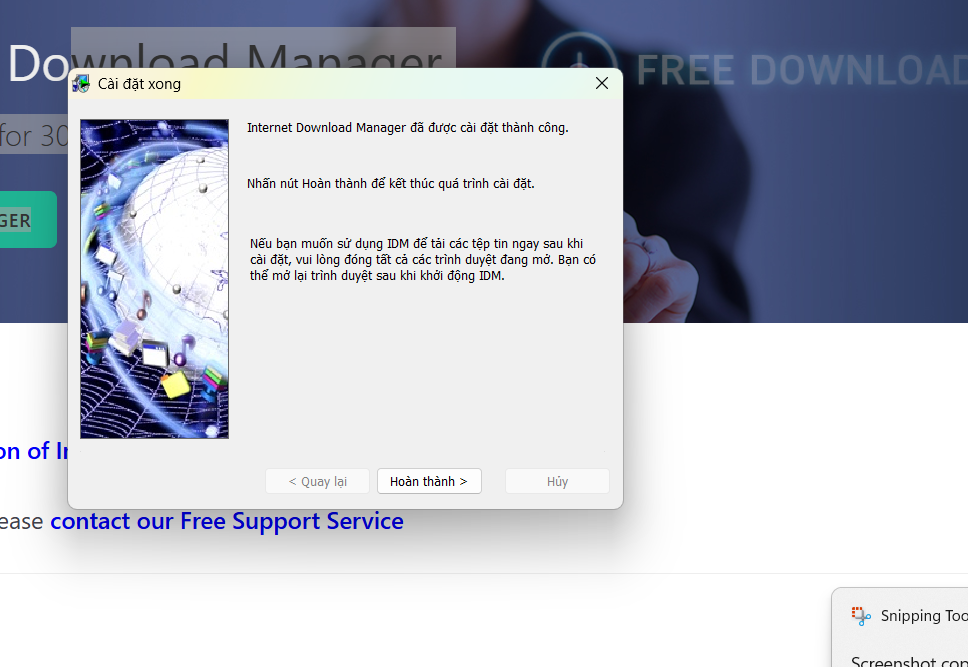 Download Manager
FREE DOWNLOAD
for 30
GER
Cài đặt xong
Internet Download Manager đã được cài đặt thành công.
Nhấn nút Hoàn thành để kết thúc quá trình cài đặt.
Nếu bạn muốn sử dụng IDM để tải các tệp tin ngay sau khi
cài đặt, vui lòng đóng tất cả các trình duyệt đang mở. Bạn có
thể mở lại trình duyệt sau khi khởi động IDM.
< Quay lại
Hoàn thành >
Hủy
on of In
ease contact our Free Support Service
Snipping Too
Screenshot cop